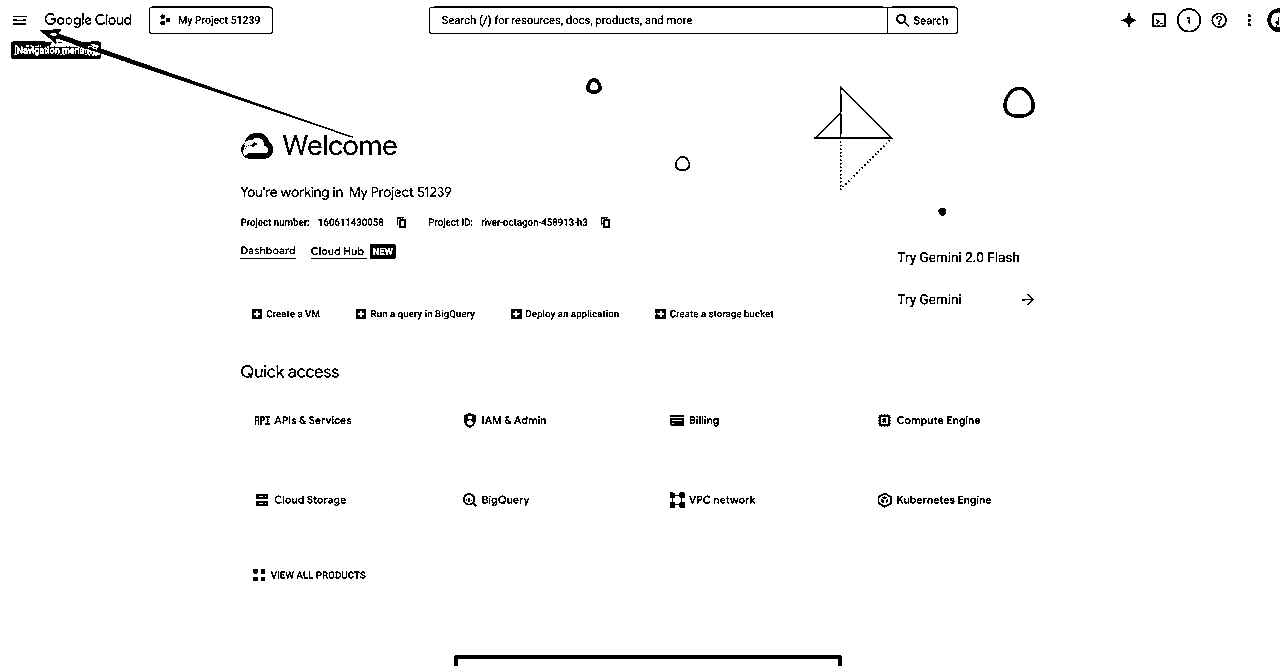 Google Cloud
My Project 51239
Search (/) for resources, docs, products, and more
Search
1
Navigation menu
Welcome
You're working in My Project 51239
Project number: 160611430058 Project ID: river-octagon-458913-h3
Dashboard Cloud Hub NEW
Try Gemini 2.0 Flash
Try Gemini
Create a VM Run a query in BigQuery Deploy an application Create a storage bucket
Quick access
API APIs & Services IAM & Admin Billing Compute Engine
Cloud Storage BigQuery VPC network Kubernetes Engine
VIEW ALL PRODUCTS